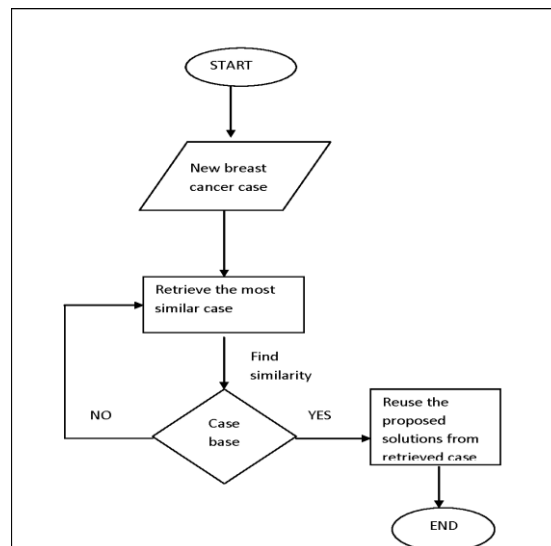 START
New breast
cancer case
Retrieve the most
similar case
Find
similarity
NO
Case
base
YES
Reuse the
proposed
solutions from
retrieved case
END